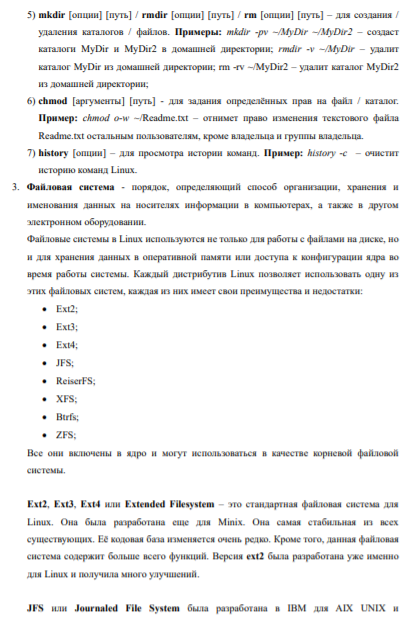 5) mkdir [опции] [путь] / rmdir [опции] [путь] / rm [опции] [путь] – для создания /
удаления каталогов / файлов. Примеры: mkdir -pv ~/MyDir ~/MyDir2 – создаст
каталоги MyDir и MyDir2 в домашней директории; rmdir -v ~/MyDir – удалит
каталог MyDir из домашней директории; rm -rv ~/MyDir2 – удалит каталог MyDir2
из домашней директории;
6) chmod [аргументы] [путь] - для задания определённых прав на файл / каталог.
Пример: chmod o-w ~/Readme.txt – отнимет право изменения текстового файла
Readme.txt остальным пользователям, кроме владельца и группы владельца.
7) history [опции] – для просмотра истории команд. Пример: history -c – очистит
историю команд Linux.
3. Файловая система - порядок, определяющий способ организации, хранения и
именования данных на носителях информации в компьютерах, а также в другом
электронном оборудовании.
Файловые системы в Linux используются не только для работы с файлами на диске, но
и для хранения данных в оперативной памяти или доступа к конфигурации ядра во
время работы системы. Каждый дистрибутив Linux позволяет использовать одну из
этих файловых систем, каждая из них имеет свои преимущества и недостатки:
• Ext2;
• Ext3;
• Ext4;
• JFS;
• ReiserFS;
• XFS;
• Btrfs;
• ZFS;
Все они включены в ядро и могут использоваться в качестве корневой файловой
системы.
Ext2, Ext3, Ext4 или Extended Filesystem – это стандартная файловая система для
Linux. Она была разработана еще для Minix. Она самая стабильная из всех
существующих. Её кодовая база изменяется очень редко. Кроме того, данная файловая
система содержит больше всего функций. Версия ext2 была разработана уже именно
для Linux и получила много улучшений.
JFS или Journaled File System была разработана в IBM для AIX UNIX и